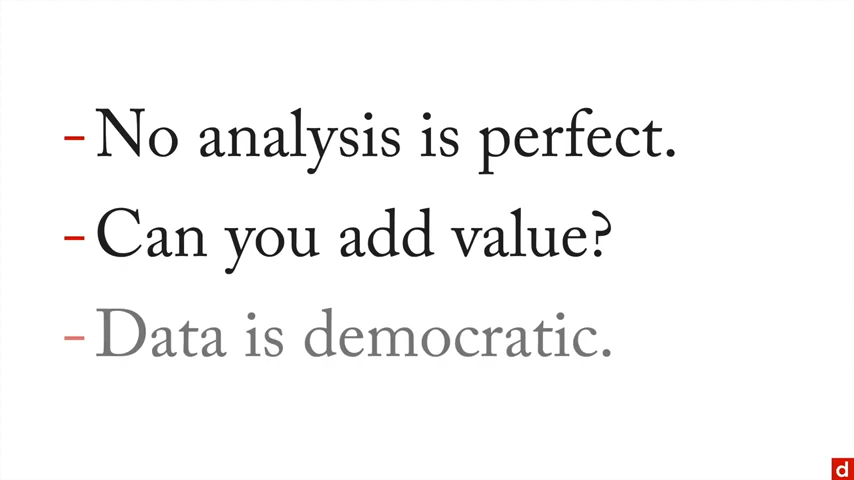 - No analysis is perfect.
- Can you add value?
- Data is democratic.
d